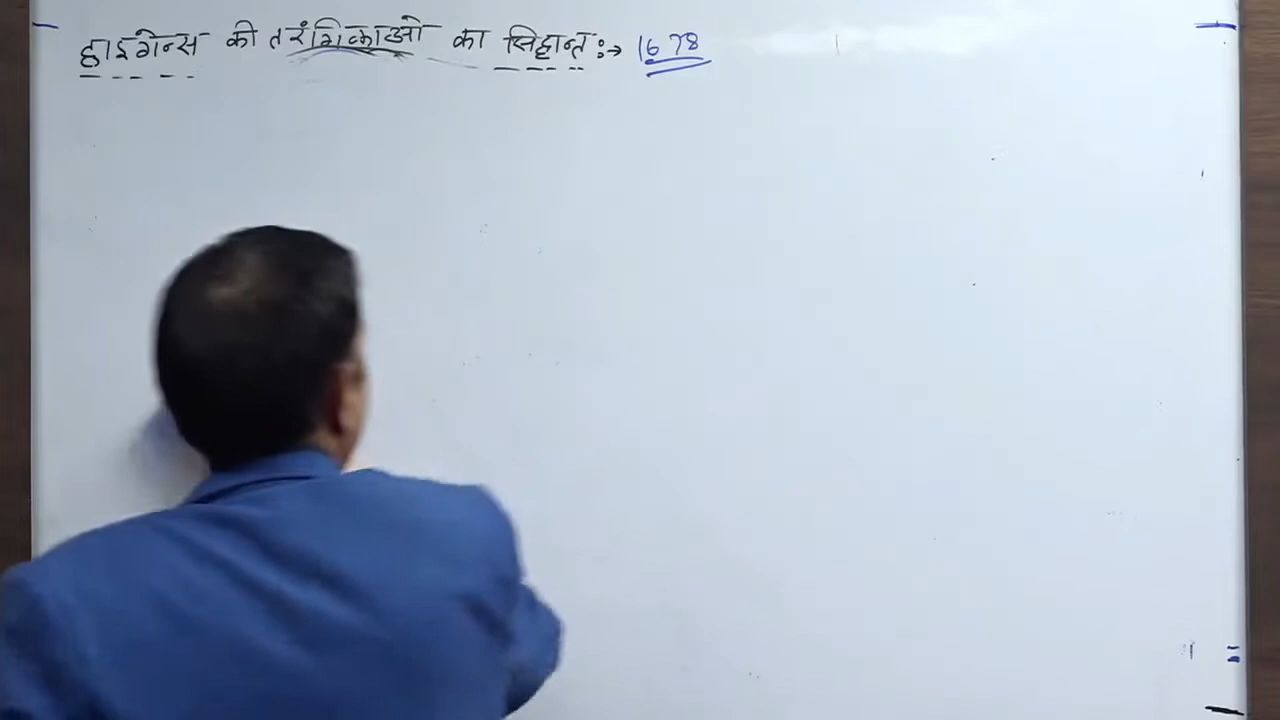 हाइगेन्स की तरंगिकाओ का सिद्दान्त :→ 1678